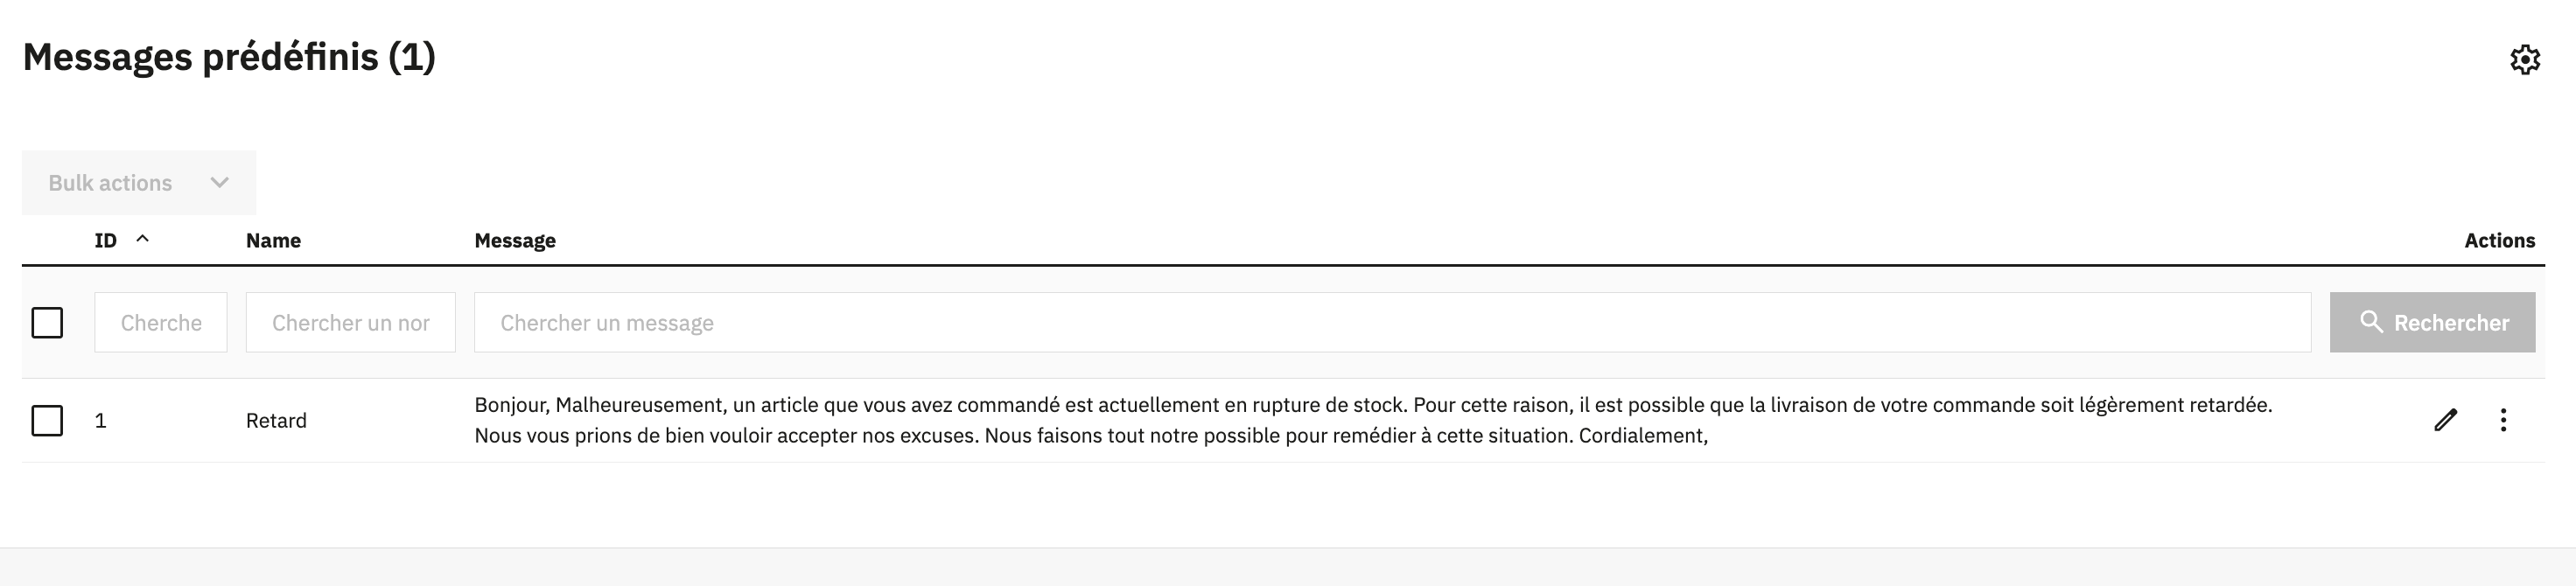 Messages prédéfinis (1)
Bulk actions
ID Name Message Actions
Cherche Chercher un nor Chercher un message Rechercher
1 Retard Bonjour, Malheureusement, un article que vous avez commandé est actuellement en rupture de stock. Pour cette raison, il est possible que la livraison de votre commande soit légèrement retardée.
Nous vous prions de bien vouloir accepter nos excuses. Nous faisons tout notre possible pour remédier à cette situation. Cordialement,